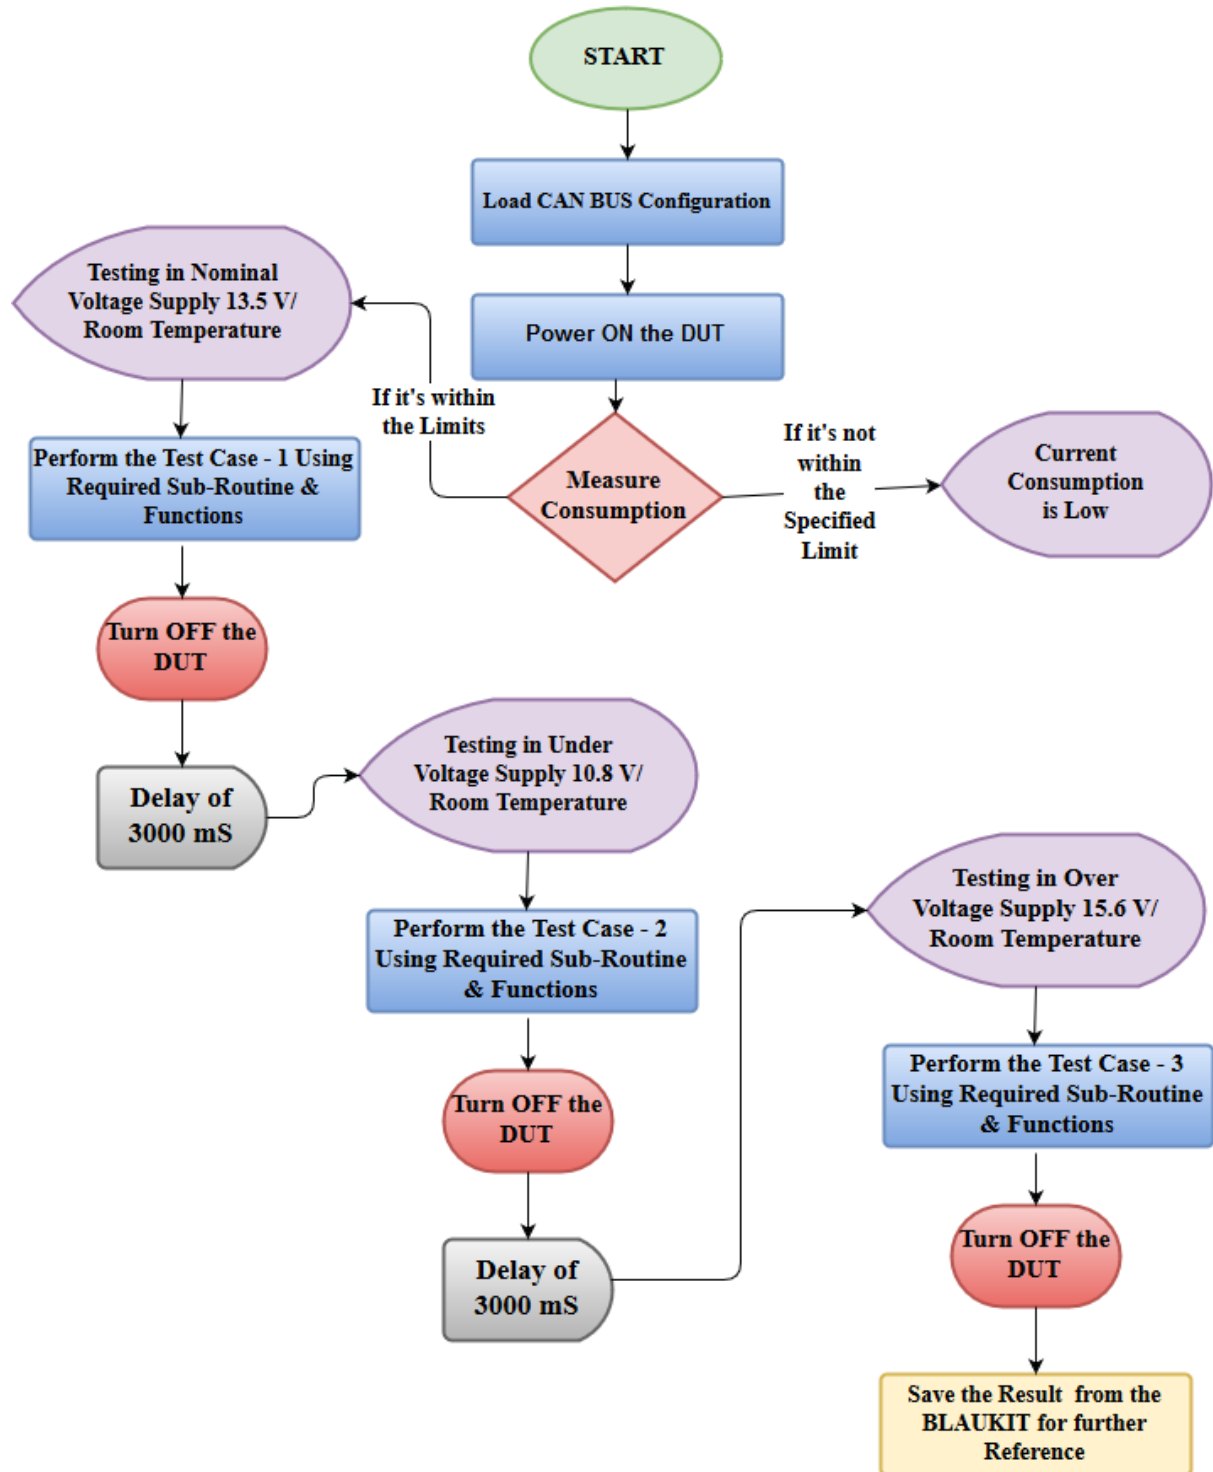 START
Load CAN BUS Configuration
Power ON the DUT
Measure
Consumption
If it's within
the Limits
If it's not
within
the
Specified
Limit
Current
Consumption
is Low
Testing in Nominal
Voltage Supply 13.5 V/
Room Temperature
Perform the Test Case - 1 Using
Required Sub-Routine &
Functions
Turn OFF the
DUT
Delay of
3000 mS
Testing in Under
Voltage Supply 10.8 V/
Room Temperature
Perform the Test Case - 2
Using Required Sub-Routine
& Functions
Turn OFF the
DUT
Delay of
3000 mS
Testing in Over
Voltage Supply 15.6 V/
Room Temperature
Perform the Test Case - 3
Using Required Sub-Routine
& Functions
Turn OFF the
DUT
Save the Result from the
BLAUKIT for further
Reference